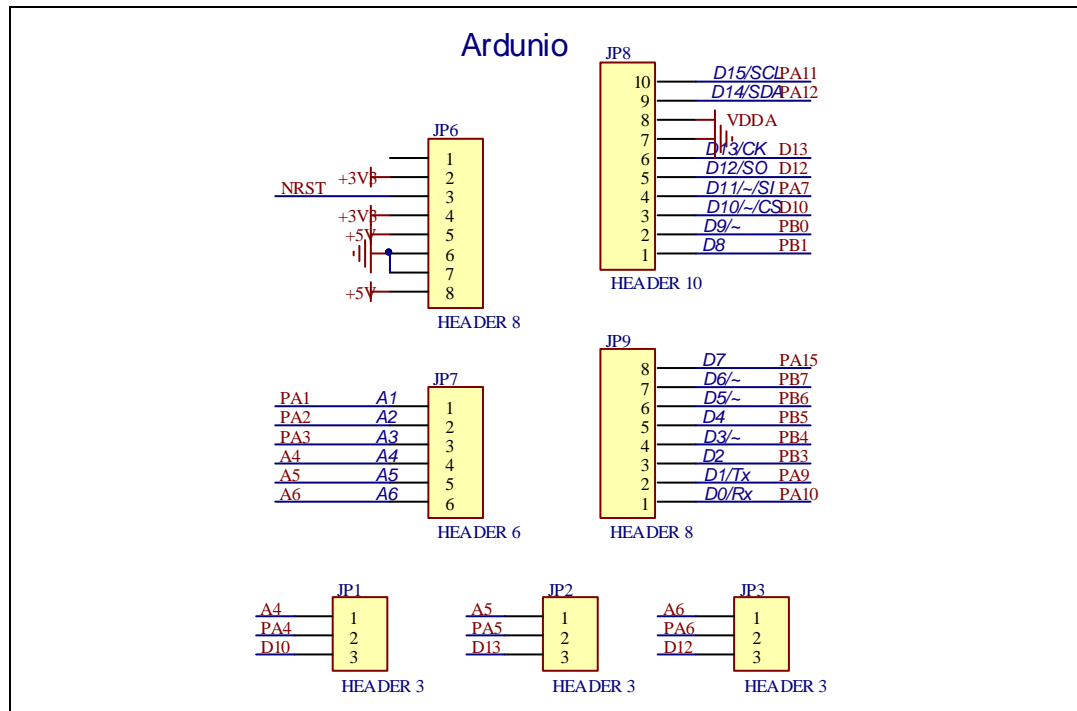 Ardunio
JP6
1
+3V3 2
NRST 3
+3V3 4
+5V 5
6
7
+5V 8
HEADER 8
JP8
10 D15/SCL PA11
9 D14/SDA PA12
8 VDDA
7
6 D13/CK D13
5 D12/SO D12
4 D11/~/SI PA7
3 D10/~/CS D10
2 D9/~ PB0
1 D8 PB1
HEADER 10
JP7
PA1 A1 1
PA2 A2 2
PA3 A3 3
A4 A4 4
A5 A5 5
A6 A6 6
HEADER 6
JP9
8 D7 PA15
7 D6/~ PB7
6 D5/~ PB6
5 D4 PB5
4 D3/~ PB4
3 D2 PB3
2 D1/Tx PA9
1 D0/Rx PA10
HEADER 8
JP1
A4 1
PA4 2
D10 3
HEADER 3
JP2
A5 1
PA5 2
D13 3
HEADER 3
JP3
A6 1
PA6 2
D12 3
HEADER 3